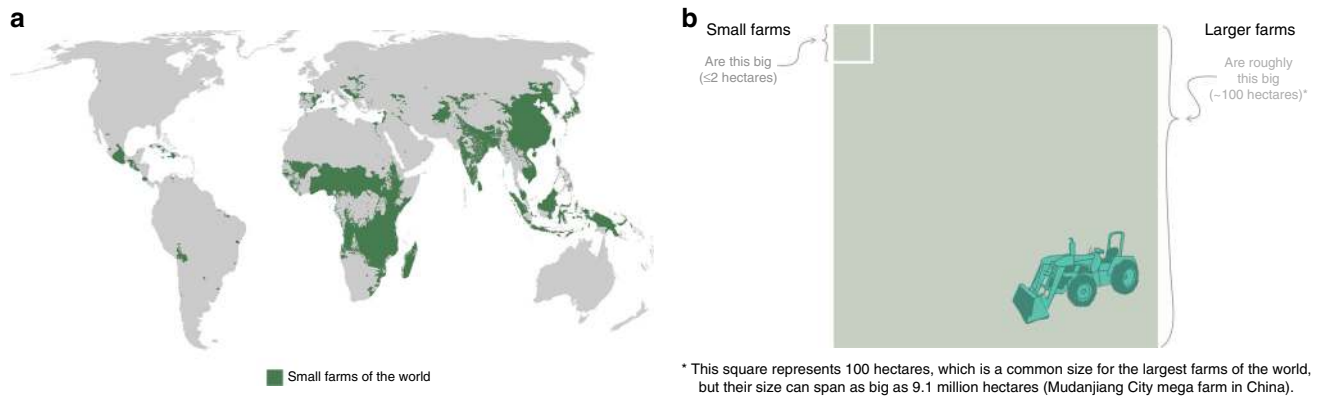 a
Small farms of the world
b
Small farms
Are this big
(≤2 hectares)
Larger farms
Are roughly
this big
(~100 hectares)*
* This square represents 100 hectares, which is a common size for the largest farms of the world,
but their size can span as big as 9.1 million hectares (Mudanjiang City mega farm in China).